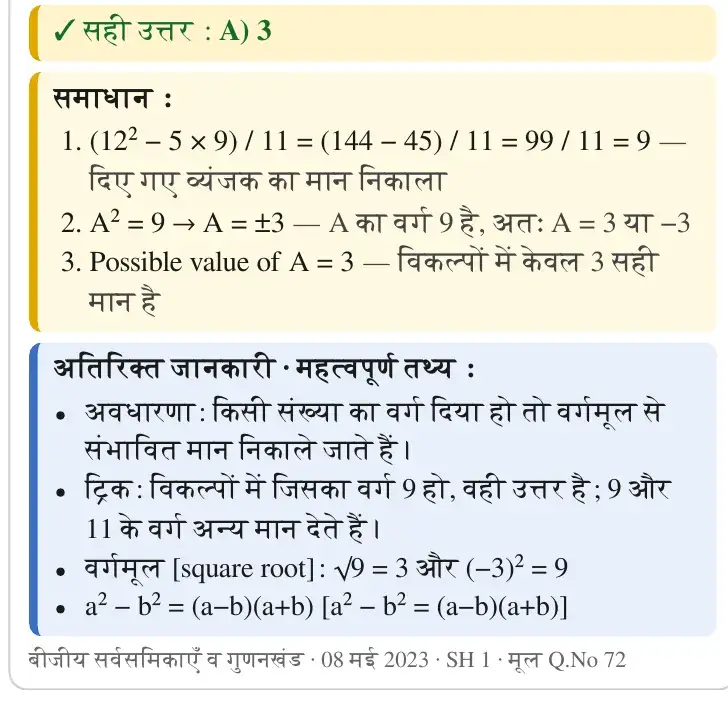 ✓ सही उत्तर : A) 3
समाधान :
1. (12² – 5 × 9) / 11 = (144 – 45) / 11 = 99 / 11 = 9 —
दिए गए व्यंजक का मान निकाला
2. A² = 9 → A = ±3 — A का वर्ग 9 है, अतः A = 3 या –3
3. Possible value of A = 3 — विकल्पों में केवल 3 सही
मान है
अतिरिक्त जानकारी · महत्वपूर्ण तथ्य :
• अवधारणा : किसी संख्या का वर्ग दिया हो तो वर्गमूल से
संभावित मान निकाले जाते हैं।
• ट्रिक : विकल्पों में जिसका वर्ग 9 हो, वही उत्तर है ; 9 और
11 के वर्ग अन्य मान देते हैं।
• वर्गमूल [square root] : √9 = 3 और (–3)² = 9
• a² – b² = (a–b)(a+b) [a² – b² = (a–b)(a+b)]
बीजीय सर्वसमिकाएँ व गुणनखंड · 08 मई 2023 · SH 1 · मूल Q.No 72